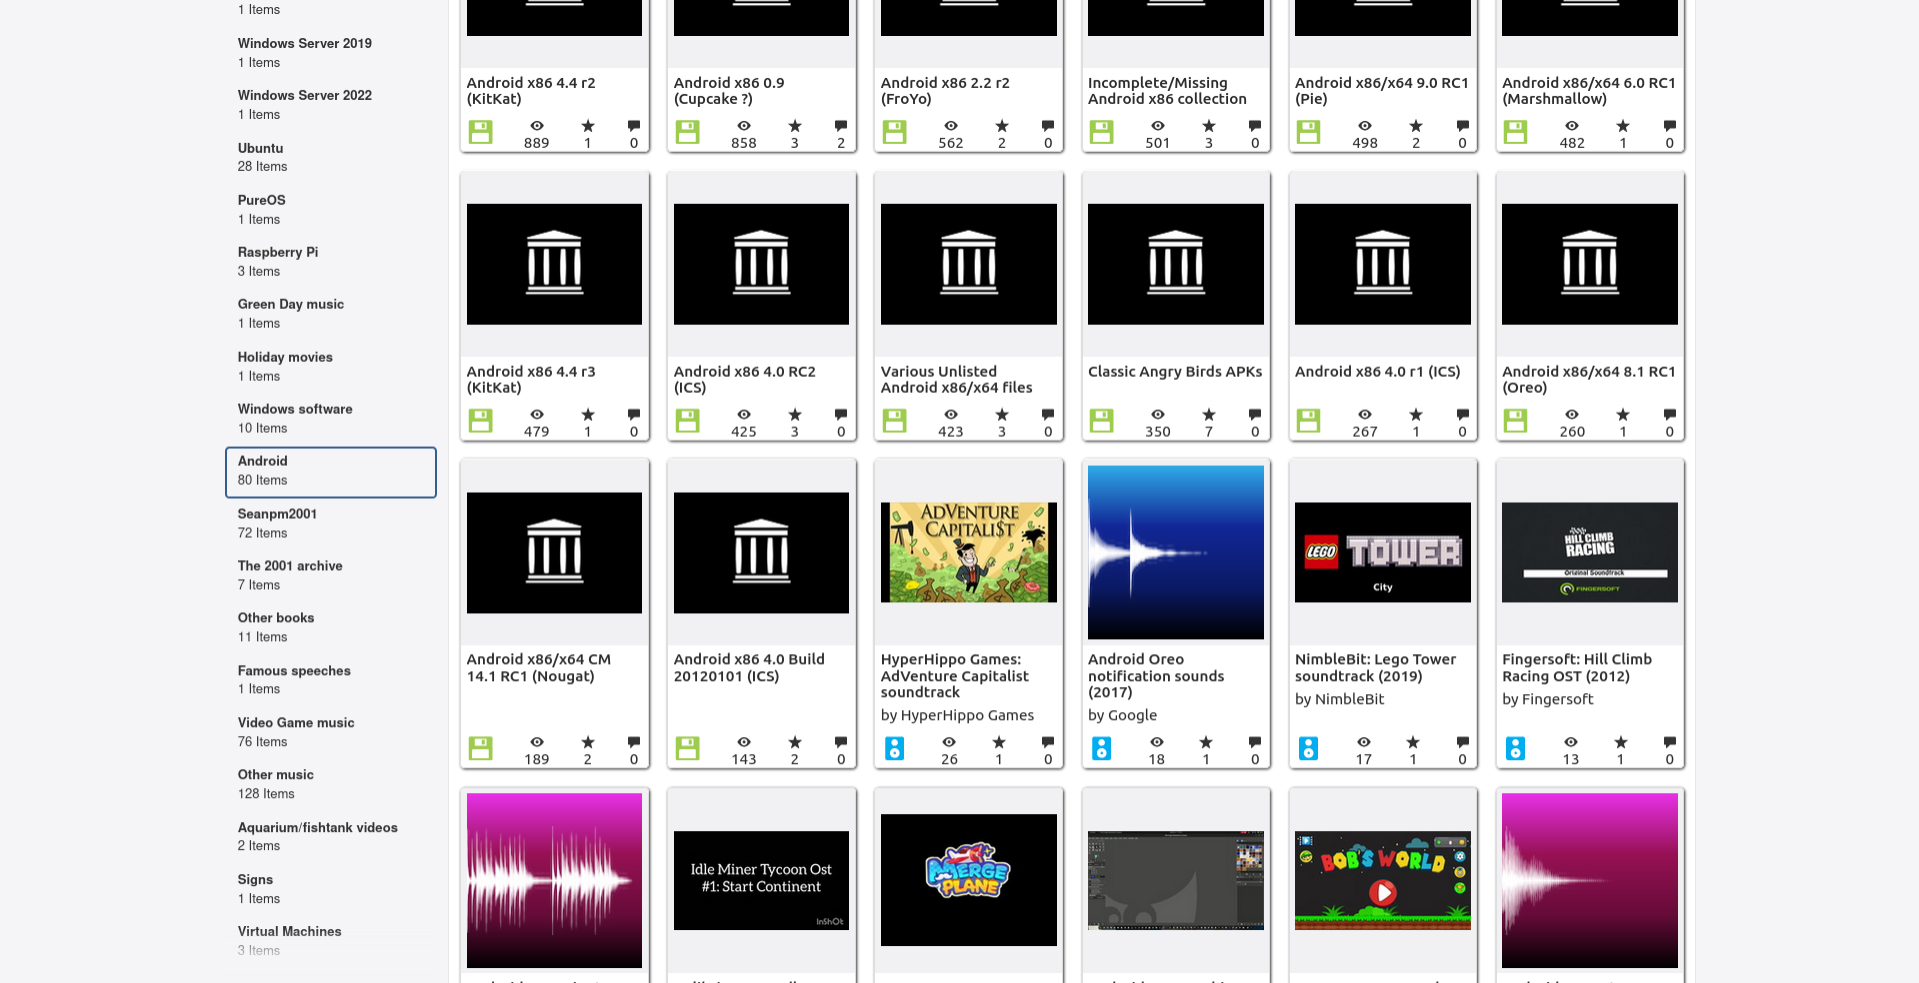 1 Items
Windows Server 2019
1 Items
Windows Server 2022
1 Items
Ubuntu
28 Items
PureOS
1 Items
Raspberry Pi
3 Items
Green Day music
1 Items
Holiday movies
1 Items
Windows software
10 Items
Android
80 Items
Seanpm2001
72 Items
The 2001 archive
7 Items
Other books
11 Items
Famous speeches
1 Items
Video Game music
76 Items
Other music
128 Items
Aquarium/fishtank videos
2 Items
Signs
1 Items
Virtual Machines
3 Items
Android x86 4.4 r2
(KitKat)
889 1 0
Android x86 0.9
(Cupcake ?)
858 3 2
Android x86 2.2 r2
(FroYo)
562 2 0
Incomplete/Missing
Android x86 collection
501 3 0
Android x86/x64 9.0 RC1
(Pie)
498 2 0
Android x86/x64 6.0 RC1
(Marshmallow)
482 1 0
Android x86 4.4 r3
(KitKat)
479 1 0
Android x86 4.0 RC2
(ICS)
425 3 0
Various Unlisted
Android x86/x64 files
423 3 0
Classic Angry Birds APKs
350 7 0
Android x86 4.0 r1 (ICS)
267 1 0
Android x86/x64 8.1 RC1
(Oreo)
260 1 0
Android x86/x64 CM
14.1 RC1 (Nougat)
189 2 0
Android x86 4.0 Build
20120101 (ICS)
143 2 0
ADVENTURE
CAPITALI$T
HyperHippo Games:
AdVenture Capitalist
soundtrack
by HyperHippo Games
26 1 0
Android Oreo
notification sounds
(2017)
by Google
18 1 0
LEGO TOWER
City
NimbleBit: Lego Tower
soundtrack (2019)
by NimbleBit
17 1 0
HILL CLIMB
RACING
Original Soundtrack
FINGERSOFT
Fingersoft: Hill Climb
Racing OST (2012)
by Fingersoft
13 1 0
Idle Miner Tycoon Ost
#1: Start Continent
InShOt
MERGE
PLANE
BOB'S WORLD